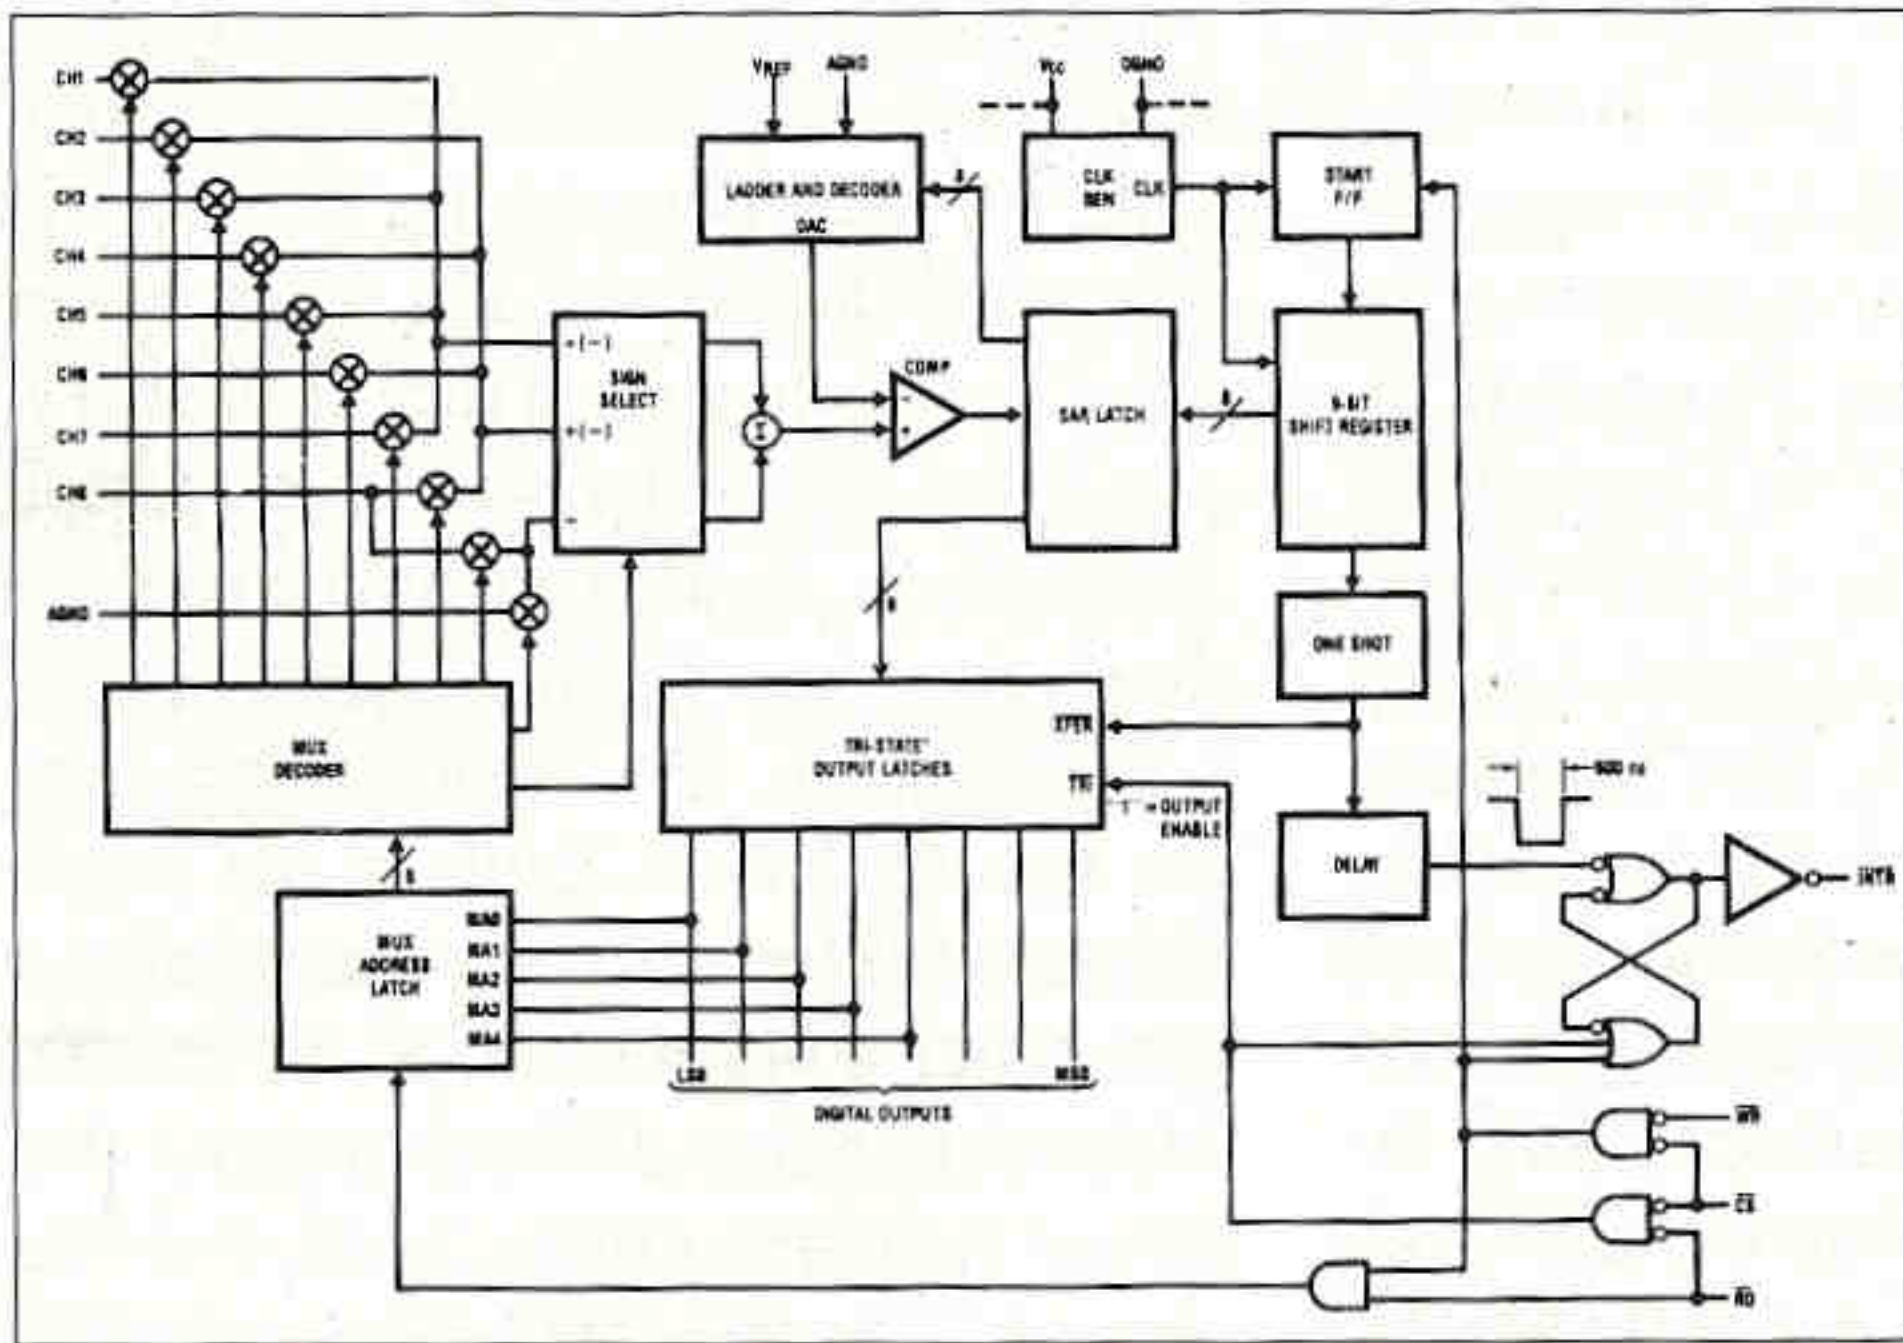 CH1
CH2
CH3
CH4
CH5
CH6
CH7
CH8
AGND
VREF
AGND
VCC
DGND
LADDER AND DECODER
DAC
8
CLK
GEN
CLK
START
F/F
+(-)
+(-)
-
SIGN
SELECT
Σ
COMP
-
+
SAR LATCH
8
9-BIT
SHIFT REGISTER
8
ONE SHOT
MUX
DECODER
TRI-STATE
OUTPUT LATCHES
XFER
TRI
"1" = OUTPUT
ENABLE
DELAY
600 ns
INTR
5
MUX
ADDRESS
LATCH
MA0
MA1
MA2
MA3
MA4
LSB
MSB
DIGITAL OUTPUTS
WR
CS
RD